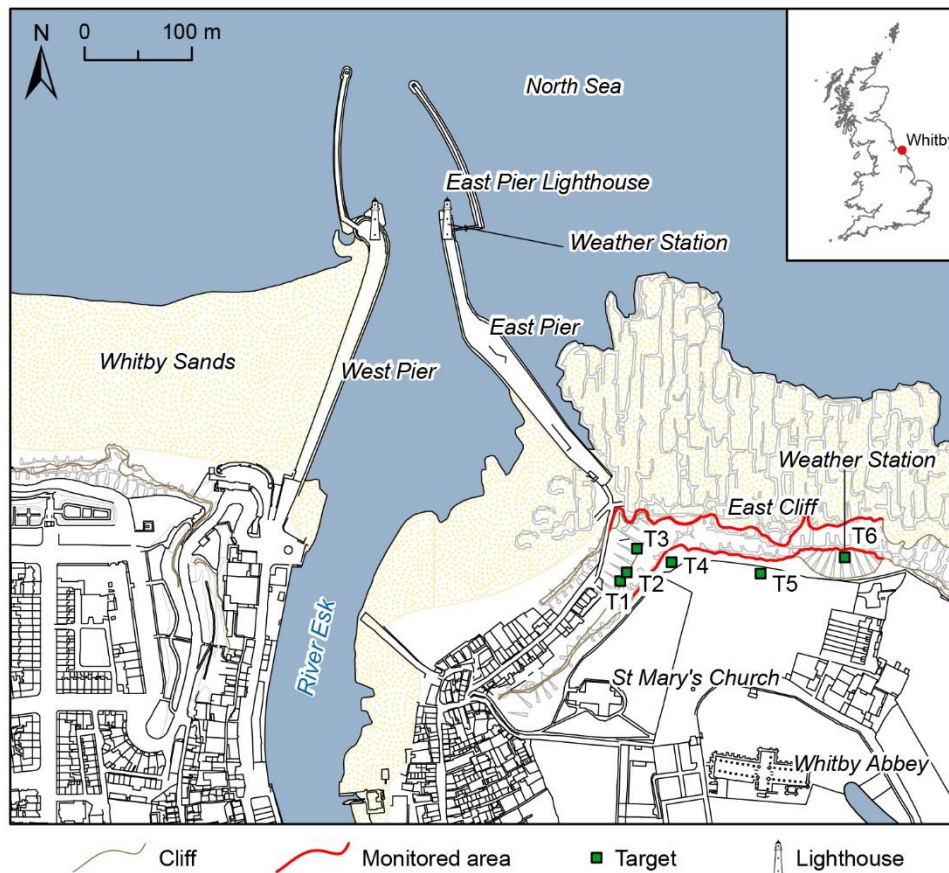 N
0 100 m
North Sea
Whitby
East Pier Lighthouse
Weather Station
East Pier
Whitby Sands
West Pier
Weather Station
East Cliff
T6
T3
T4
T5
T2
T1
River Esk
St Mary's Church
Whitby Abbey
Cliff
Monitored area
Target
Lighthouse